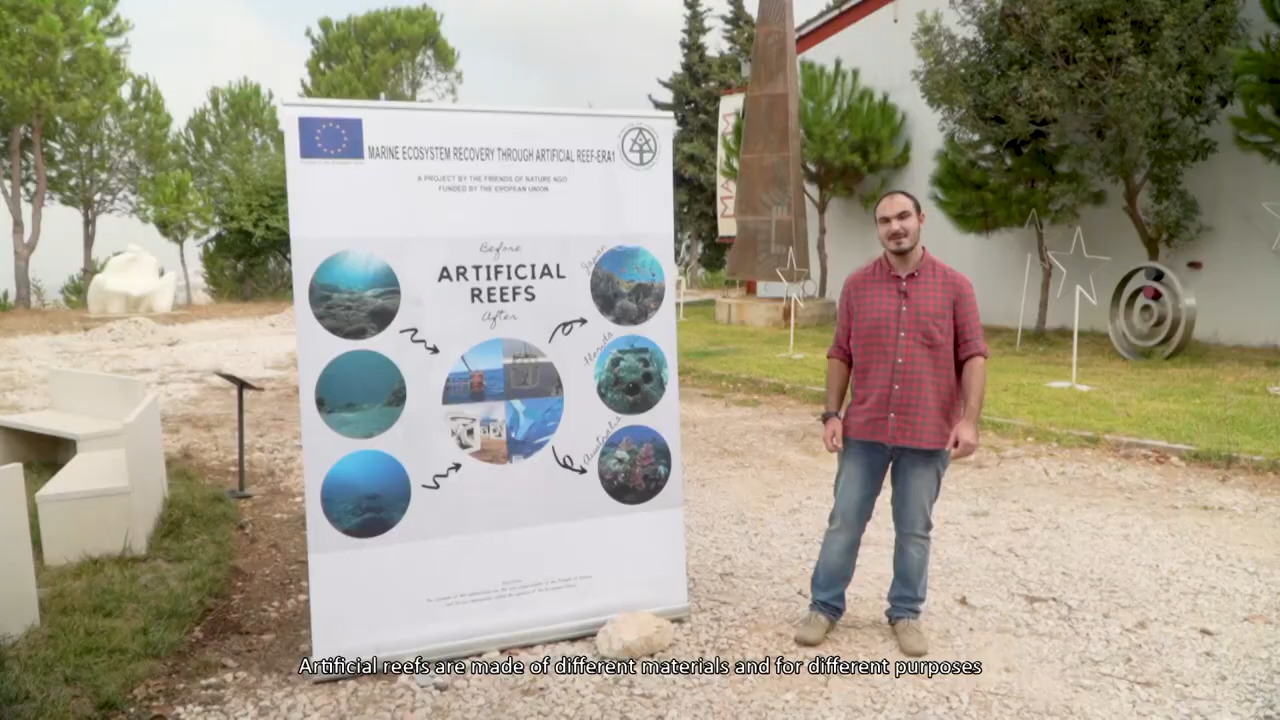 MARINE ECOSYSTEM RECOVERY THROUGH ARTIFICIAL REEF-ERA1
A PROJECT BY THE FRIENDS OF NATURE NGO
FUNDED BY THE EROPEAN UNION
Before
ARTIFICIAL
REEFS
After
Japan
Florida
Australia
Artificial reefs are made of different materials and for different purposes